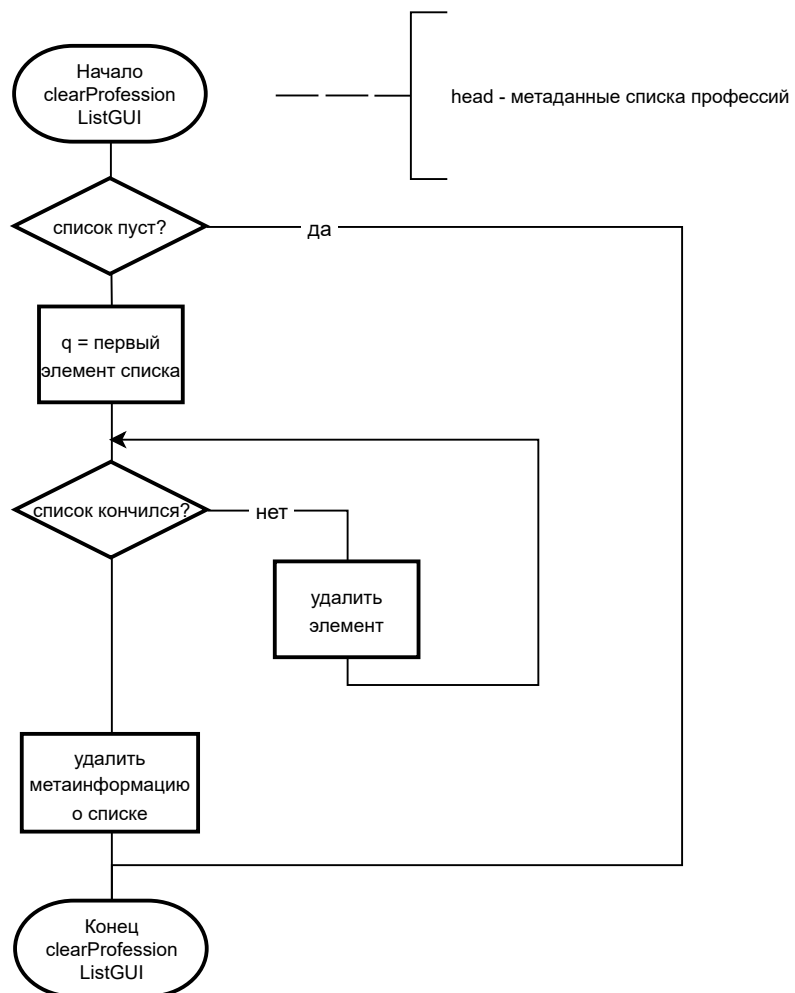 Начало
clearProfession
ListGUI
head - метаданные списка профессий
список пуст?
да
q = первый
элемент списка
список кончился?
нет
удалить
элемент
удалить
метаинформацию
о списке
Конец
clearProfession
ListGUI